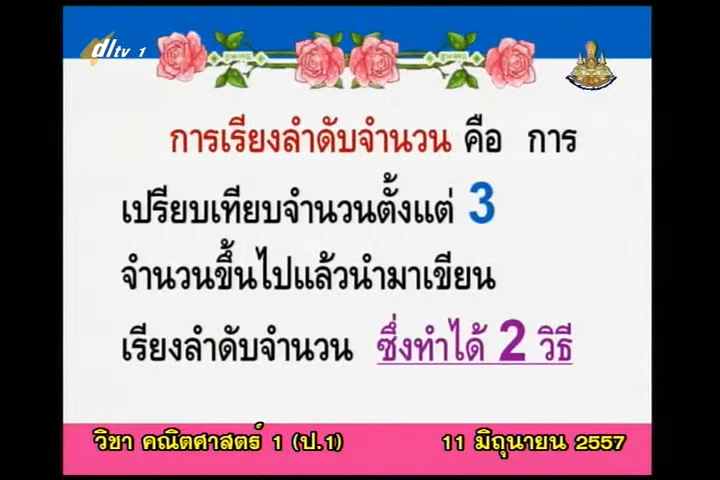 dltv 1
การเรียงลำดับจำนวน คือ การ
เปรียบเทียบจำนวนตั้งแต่ 3
จำนวนขึ้นไปแล้วนำมาเขียน
เรียงลำดับจำนวน ซึ่งทำได้ 2 วิธี
วิชา คณิตศาสตร์ 1 (ป.1) 11 มิถุนายน 2557